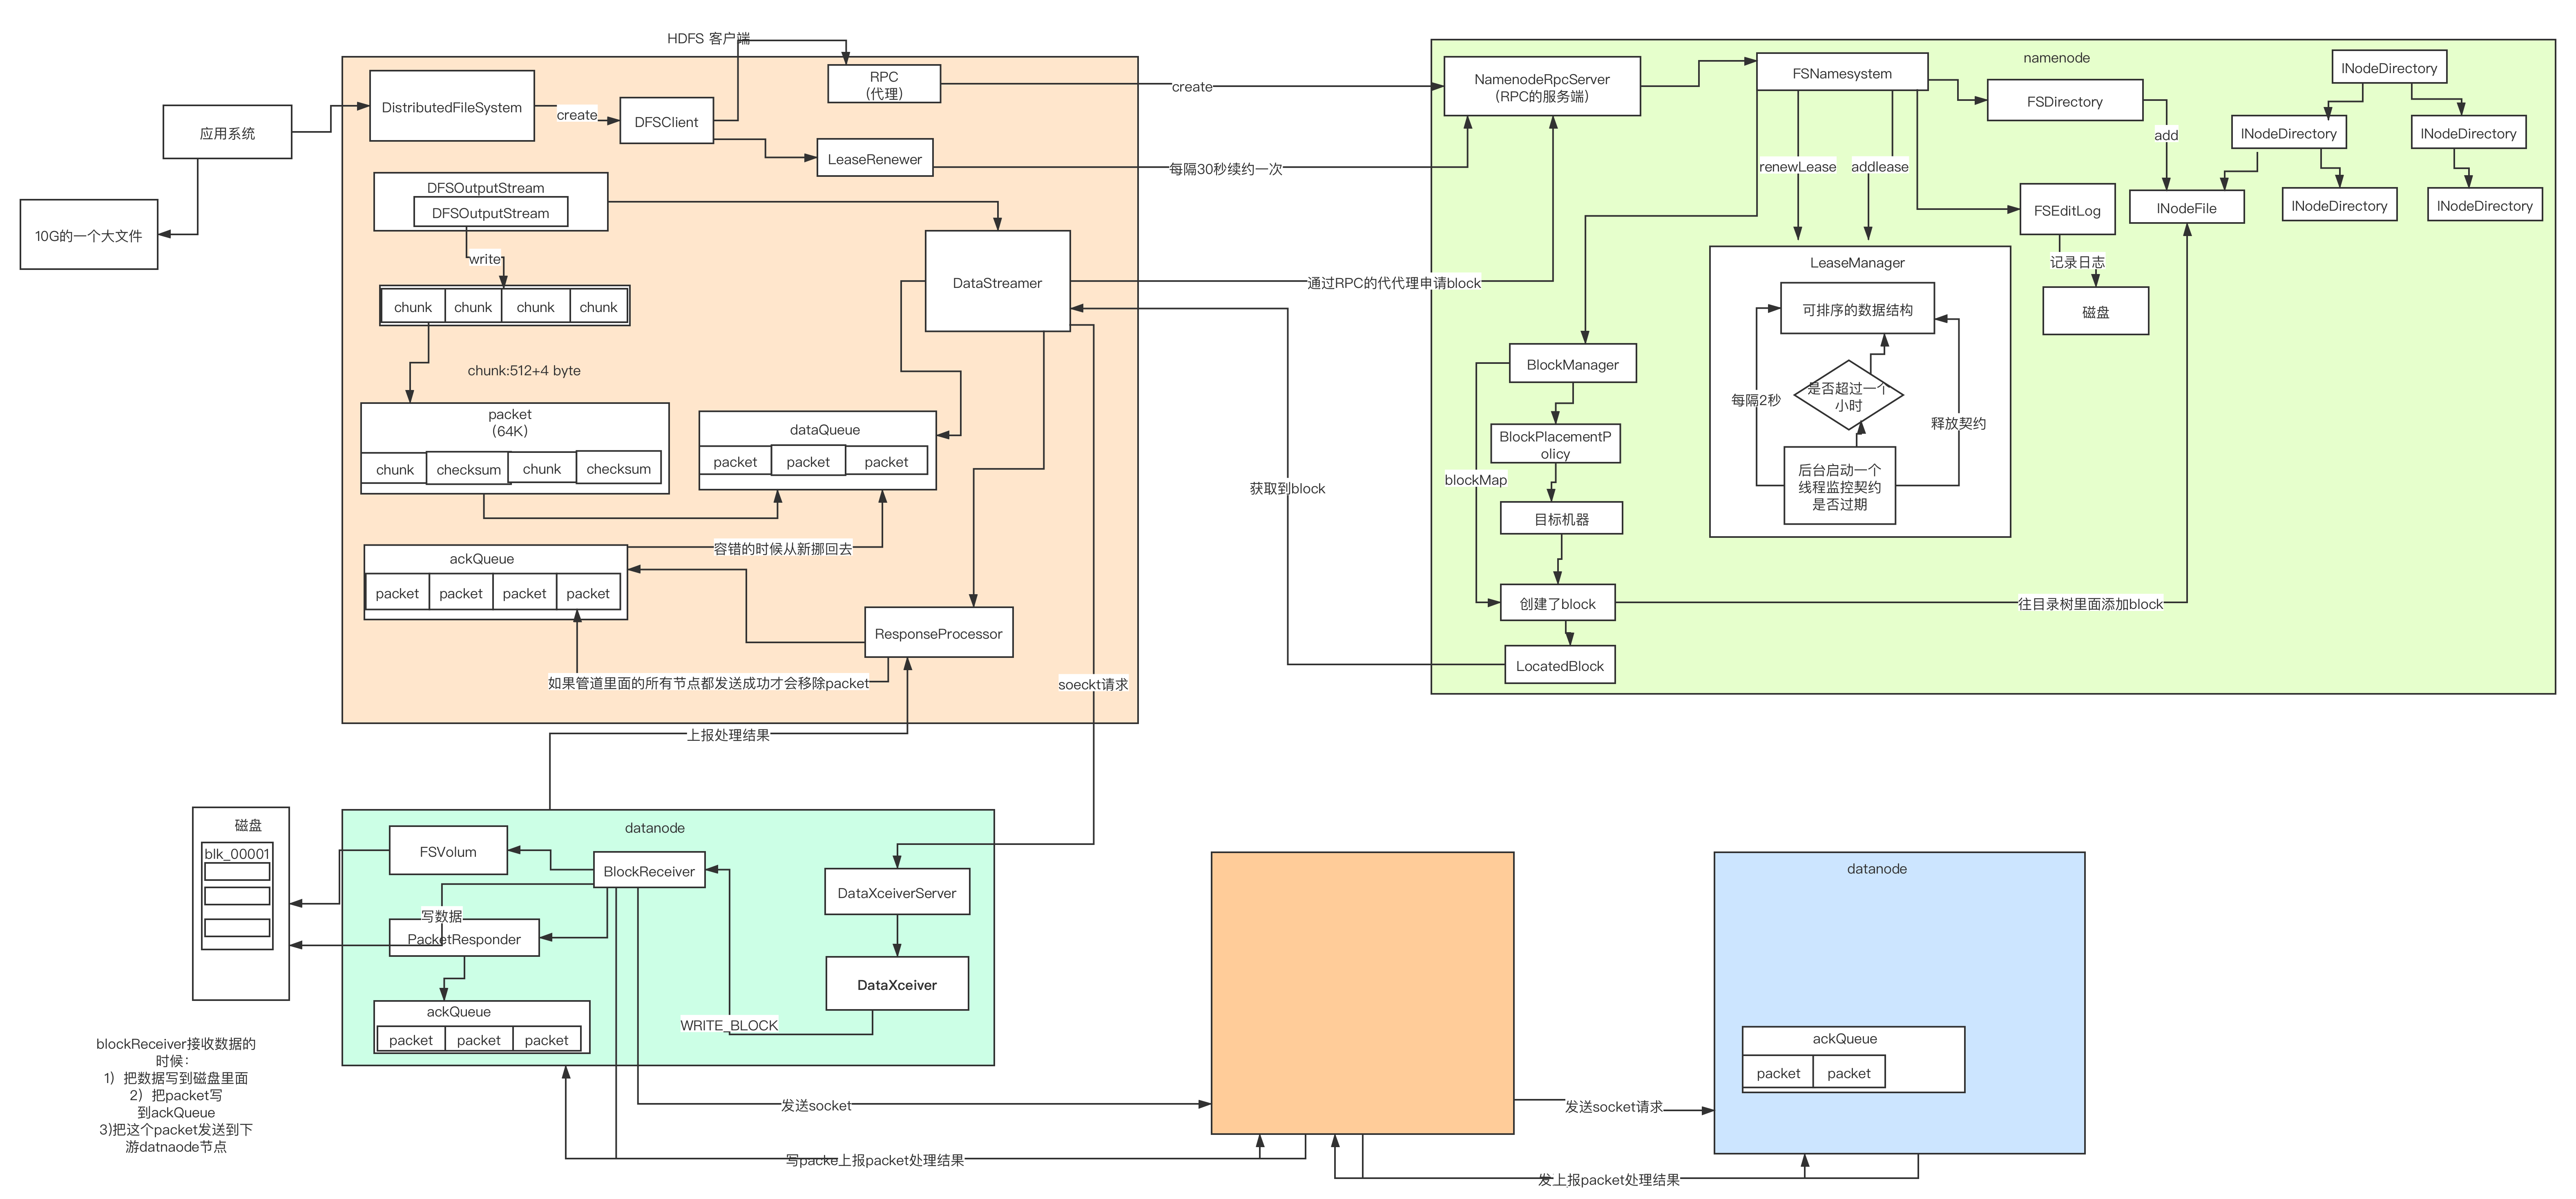 HDFS 客户端
应用系统
10G的一个大文件
DistributedFileSystem
create
DFSClient
RPC
(代理)
LeaseRenewer
DFSOutputStream
DFSOutputStream
write
chunk
chunk
chunk
chunk
chunk:512+4 byte
packet
(64K)
chunk
checksum
chunk
checksum
DataStreamer
dataQueue
packet
packet
packet
容错的时候从新挪回去
ackQueue
packet
packet
packet
packet
ResponseProcessor
如果管道里面的所有节点都发送成功才会移除packet
soeckt请求
上报处理结果
create
每隔30秒续约一次
通过RPC的代代理申请block
获取到block
namenode
NamenodeRpcServer
(RPC的服务端)
FSNamesystem
FSDirectory
add
renewLease
addlease
FSEditLog
记录日志
磁盘
INodeDirectory
INodeDirectory
INodeDirectory
INodeFile
INodeDirectory
INodeDirectory
LeaseManager
可排序的数据结构
是否超过一个
小时
每隔2秒
释放契约
后台启动一个
线程监控契约
是否过期
BlockManager
BlockPlacementP
olicy
blockMap
目标机器
创建了block
往目录树里面添加block
LocatedBlock
磁盘
blk_00001
datanode
FSVolum
BlockReceiver
写数据
PacketResponder
ackQueue
packet
packet
packet
DataXceiverServer
DataXceiver
WRITE_BLOCK
blockReceiver接收数据的
时候：
1）把数据写到磁盘里面
2）把packet写
到ackQueue
3)把这个packet发送到下
游datnaode节点
发送socket
写packe上报packet处理结果
发送socket请求
发上报packet处理结果
datanode
ackQueue
packet
packet